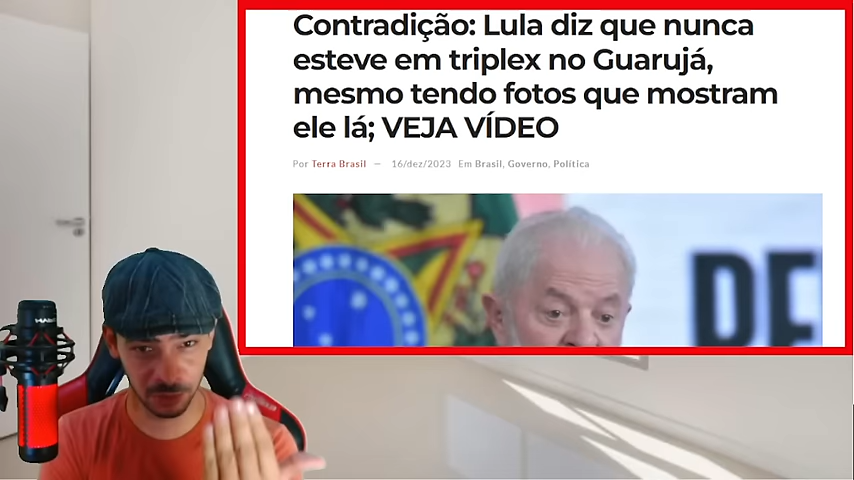 Contradição: Lula diz que nunca
esteve em triplex no Guarujá,
mesmo tendo fotos que mostram
ele lá; VEJA VÍDEO
Por Terra Brasil — 16/dez/2023 Em Brasil, Governo, Política